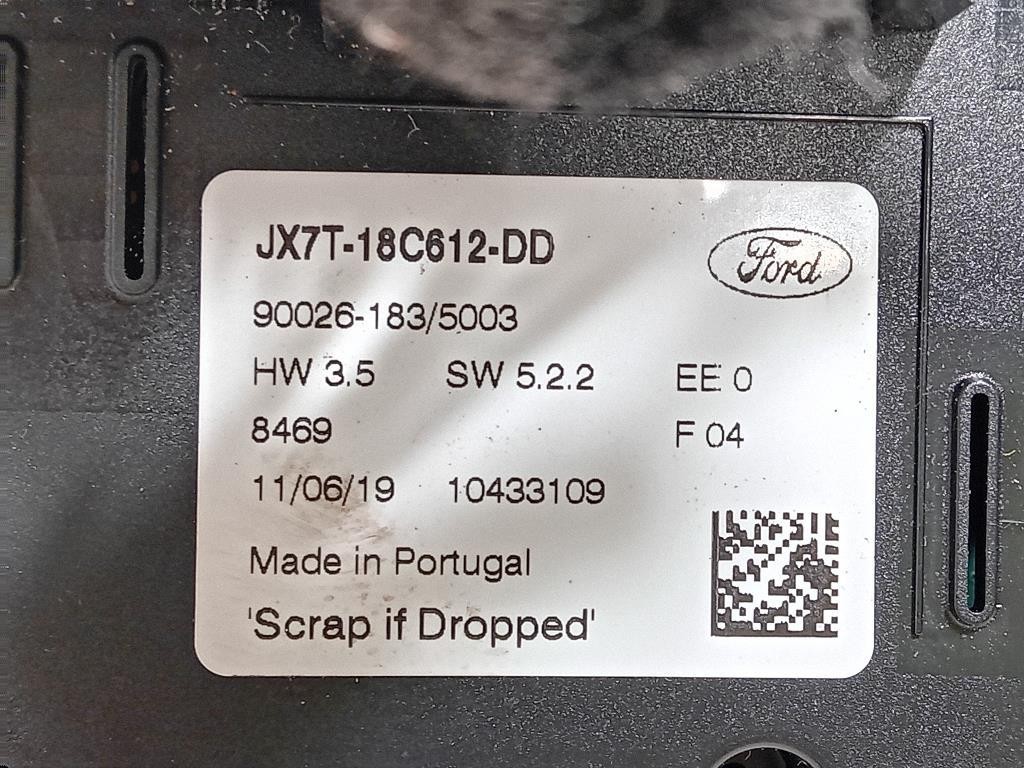 JX7T-18C612-DD
Ford
90026-183/5003
HW 3.5 SW 5.2.2 EE 0
8469 F 04
11/06/19 10433109
Made in Portugal
'Scrap if Dropped'